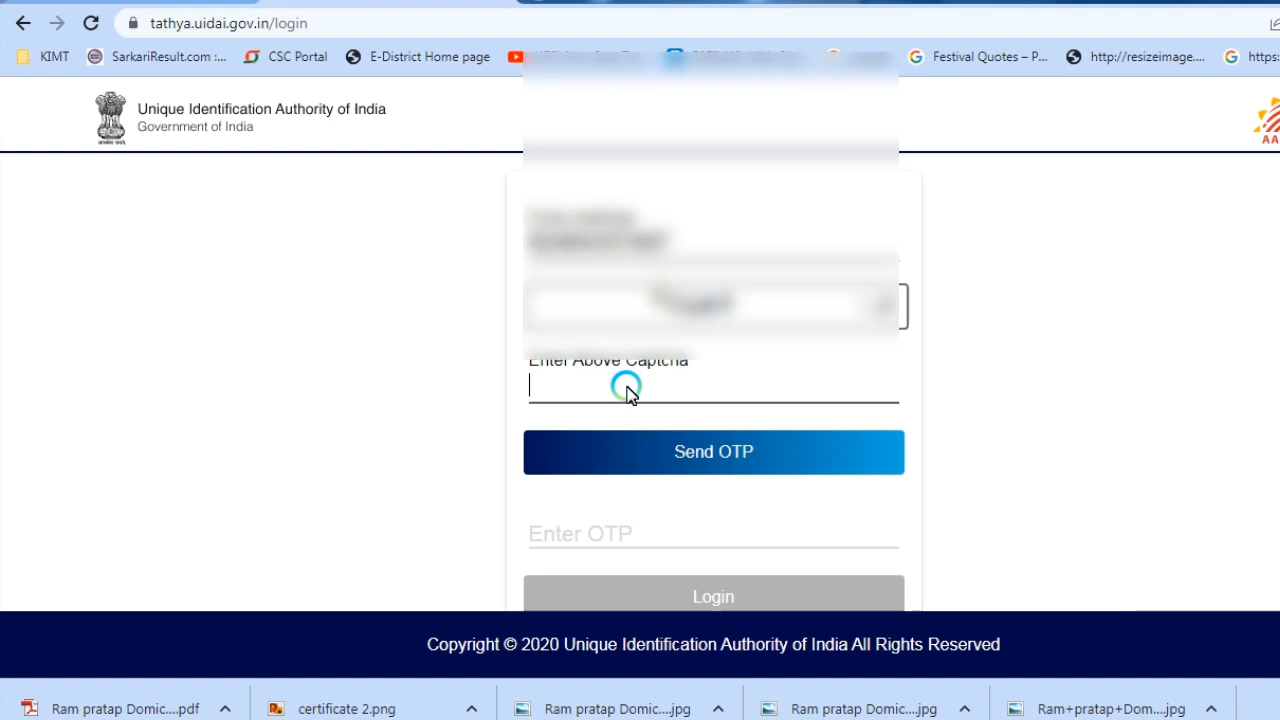 tathya.uidai.gov.in/login
KIMT SarkariResult.com :... CSC Portal E-District Home page Festival Quotes – P... http://resizeimage.... https:
Unique Identification Authority of India
Government of India
AA
Enter Above Captcha
Send OTP
Enter OTP
Login
Copyright © 2020 Unique Identification Authority of India All Rights Reserved
Ram pratap Domic....pdf certificate 2.png Ram pratap Domic....jpg Ram pratap Domic....jpg Ram+pratap+Dom....jpg